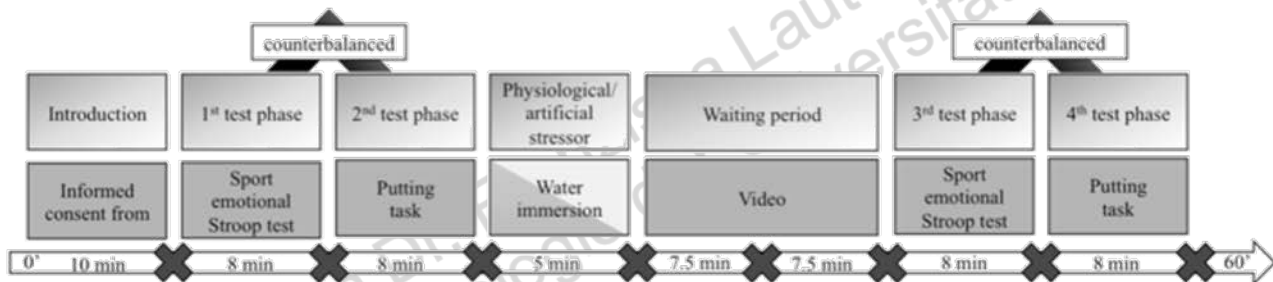 counterbalanced
counterbalanced
Introduction
1st test phase
2nd test phase
Physiological/
artificial
stressor
Waiting period
3rd test phase
4th test phase
Informed
consent from
Sport
emotional
Stroop test
Putting
task
Water
immersion
Video
Sport
emotional
Stroop test
Putting
task
0' 10 min 8 min 8 min 5 min 7.5 min 7.5 min 8 min 8 min 60'